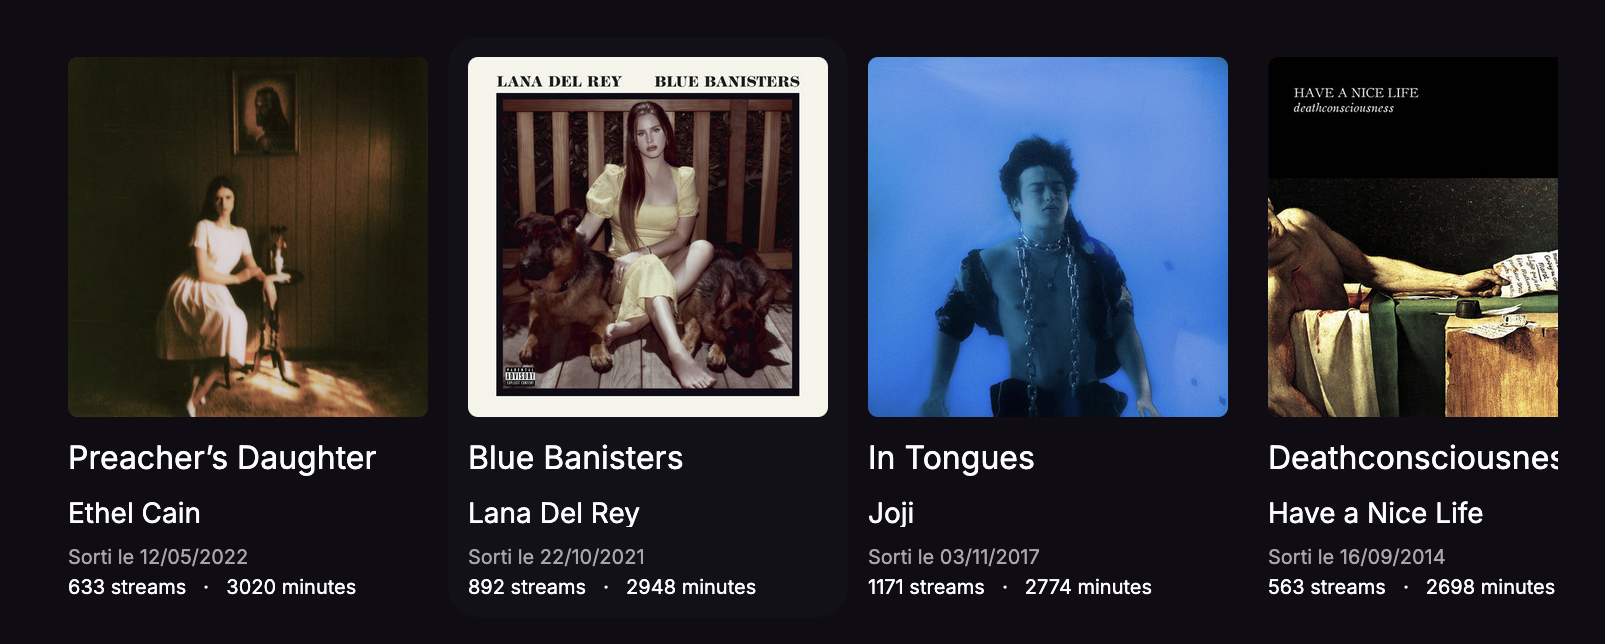 LANA DEL REY BLUE BANISTERS
HAVE A NICE LIFE
deathconsciousness
PARENTAL
ADVISORY
EXPLICIT CONTENT
Preacher’s Daughter
Ethel Cain
Sorti le 12/05/2022
633 streams · 3020 minutes
Blue Banisters
Lana Del Rey
Sorti le 22/10/2021
892 streams · 2948 minutes
In Tongues
Joji
Sorti le 03/11/2017
1171 streams · 2774 minutes
Deathconsciousnes
Have a Nice Life
Sorti le 16/09/2014
563 streams · 2698 minutes